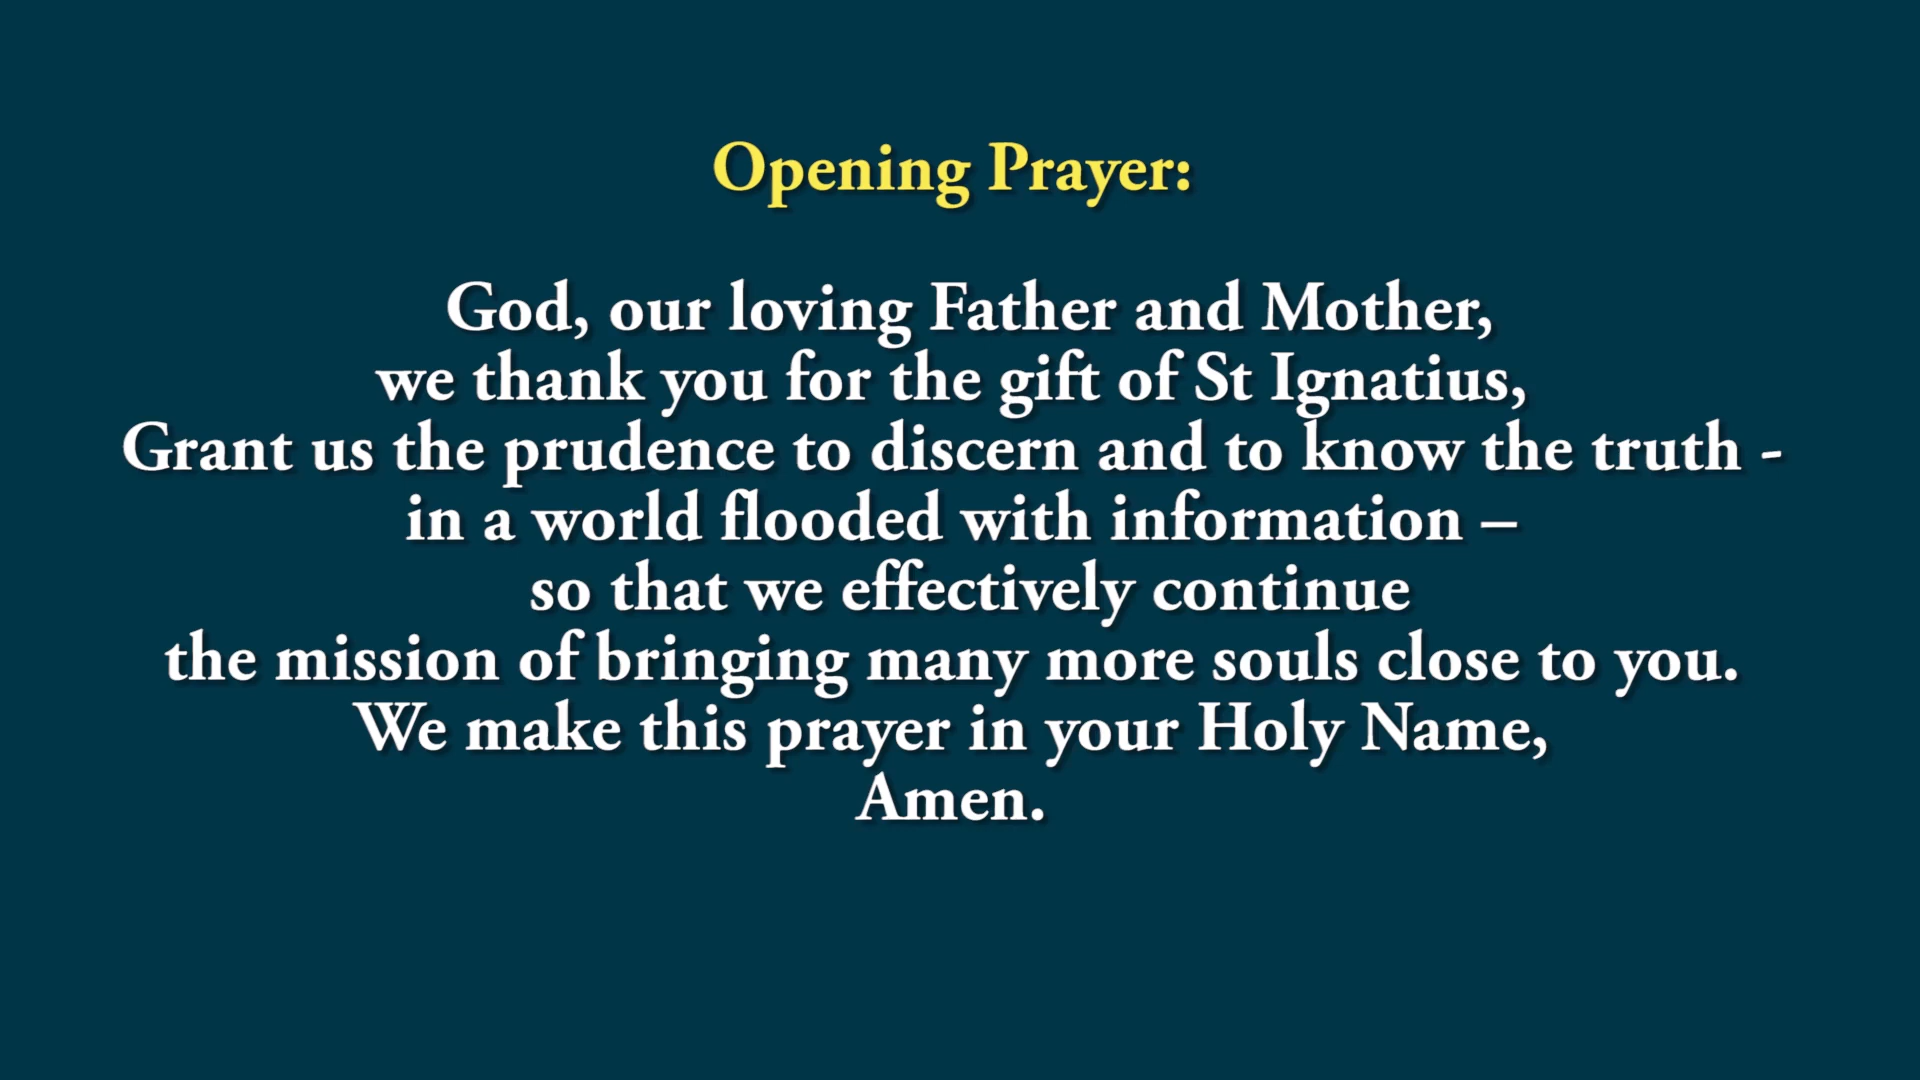 Opening Prayer:
God, our loving Father and Mother,
we thank you for the gift of St Ignatius,
Grant us the prudence to discern and to know the truth -
in a world flooded with information –
so that we effectively continue
the mission of bringing many more souls close to you.
We make this prayer in your Holy Name,
Amen.